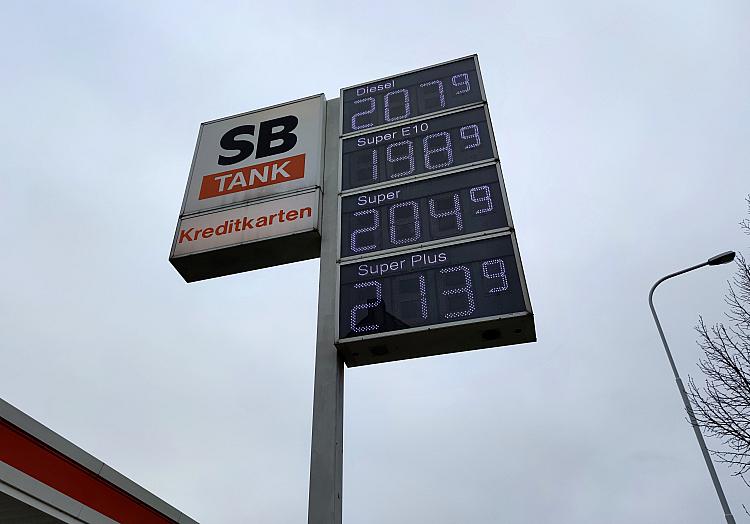 SB
TANK
Kreditkarten
Diesel
2079
Super E10
1989
Super
2049
Super Plus
2139